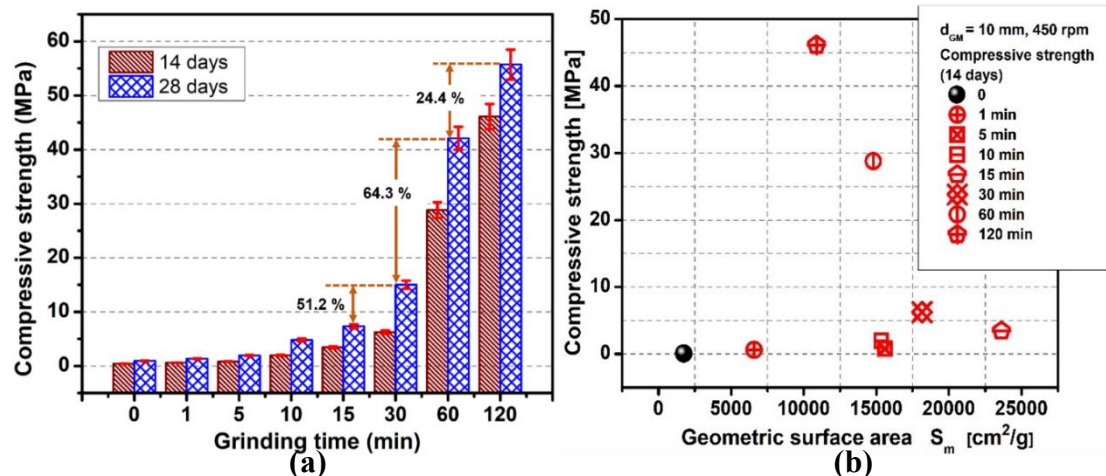 Compressive strength (MPa)
60
50
40
30
20
10
0
14 days
28 days
24.4 %
64.3 %
51.2 %
0 1 5 10 15 30 60 120
Grinding time (min)
(a)
(b)
Compressive strength [MPa]
50
40
30
20
10
0
d_GM = 10 mm, 450 rpm
Compressive strength
(14 days)
0
1 min
5 min
10 min
15 min
30 min
60 min
120 min
0 5000 10000 15000 20000 25000
Geometric surface area S_m [cm²/g]